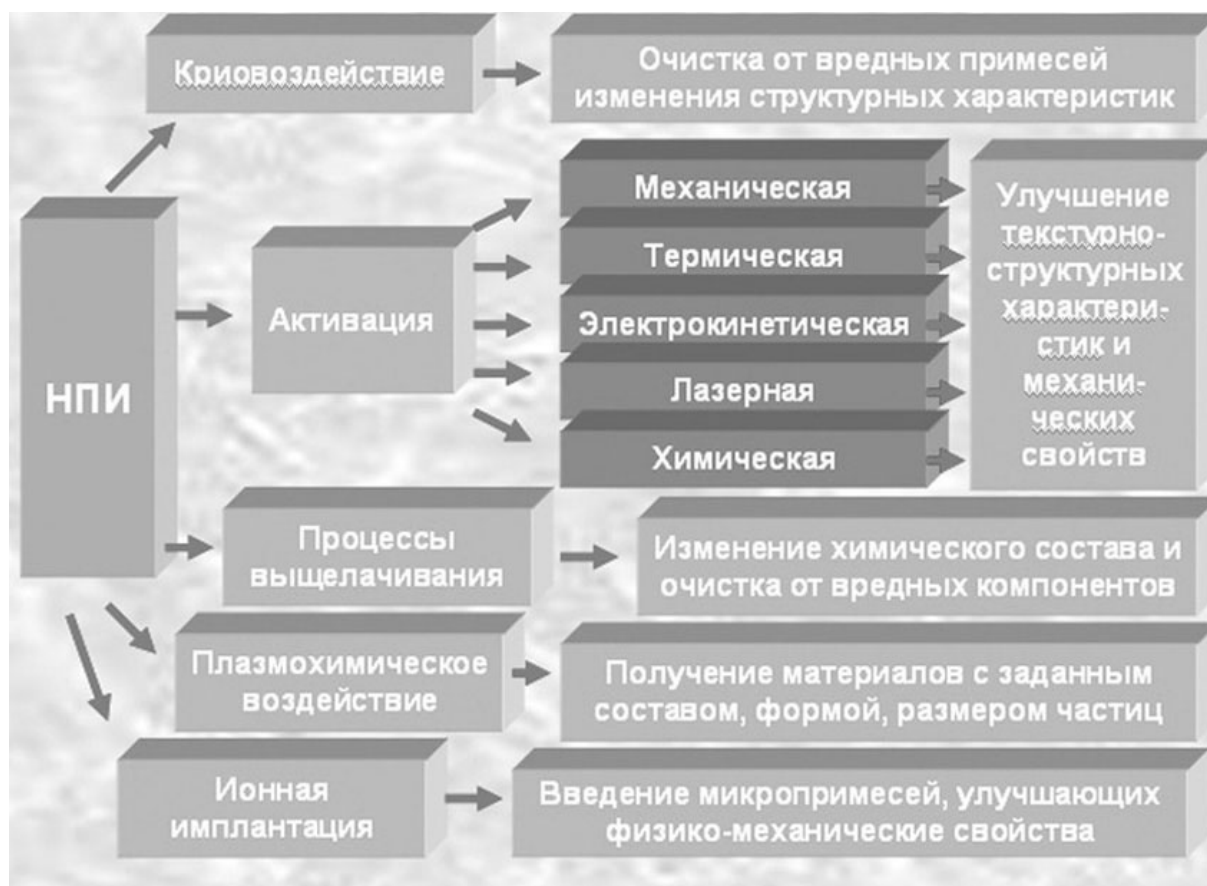 Криовоздействие
Очистка от вредных примесей
изменения структурных характеристик
НПИ
Активация
Механическая
Термическая
Электрокинетическая
Лазерная
Химическая
Улучшение
текстурно-
структурных
характери-
стик и
механи-
ческих
свойств
Процессы
выщелачивания
Изменение химического состава и
очистка от вредных компонентов
Плазмохимическое
воздействие
Получение материалов с заданным
составом, формой, размером частиц
Ионная
имплантация
Введение микропримесей, улучшающих
физико-механические свойства